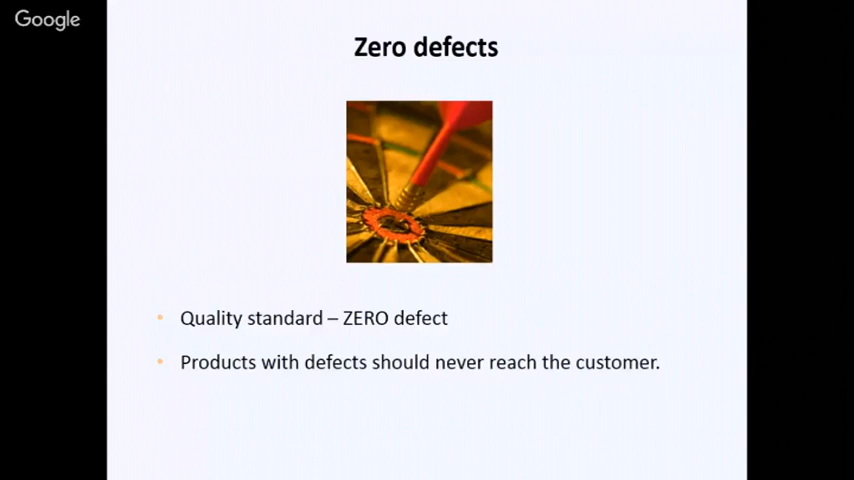 Google
Zero defects
Quality standard – ZERO defect
Products with defects should never reach the customer.